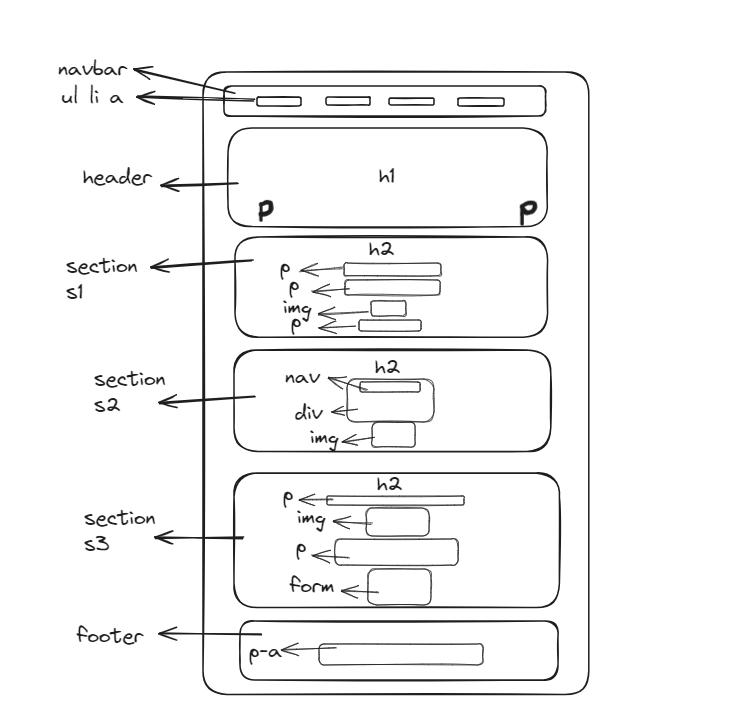 navbar
ul li a
header
h1
p
p
section
s1
h2
p
p
img
p
section
s2
h2
nav
div
img
section
s3
h2
p
img
p
form
footer
p-a